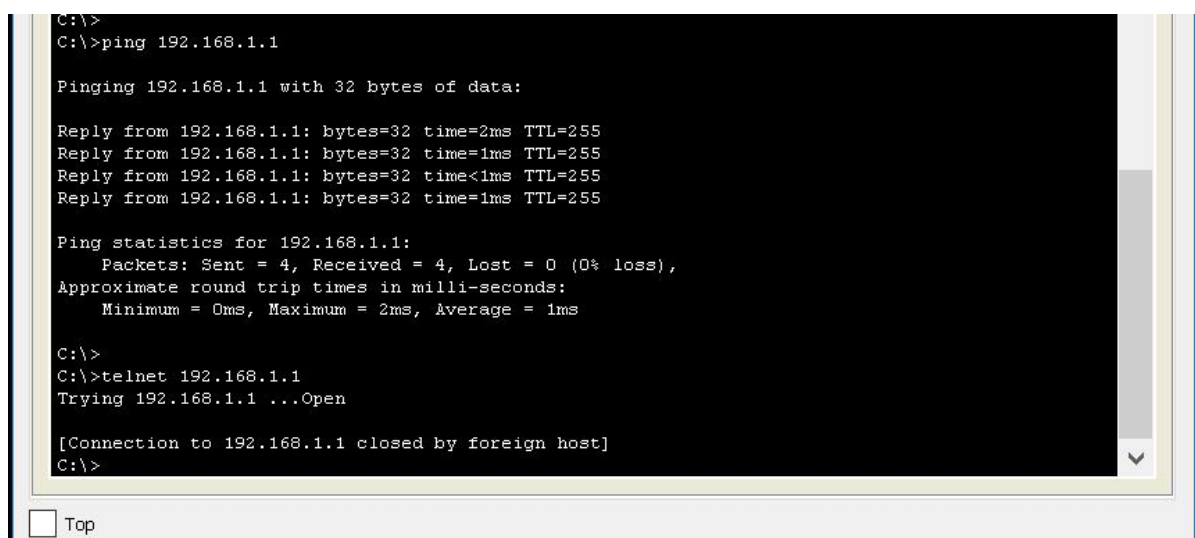 C:\>
C:\>ping 192.168.1.1
Pinging 192.168.1.1 with 32 bytes of data:
Reply from 192.168.1.1: bytes=32 time=2ms TTL=255
Reply from 192.168.1.1: bytes=32 time=1ms TTL=255
Reply from 192.168.1.1: bytes=32 time<1ms TTL=255
Reply from 192.168.1.1: bytes=32 time=1ms TTL=255
Ping statistics for 192.168.1.1:
    Packets: Sent = 4, Received = 4, Lost = 0 (0% loss),
Approximate round trip times in milli-seconds:
    Minimum = 0ms, Maximum = 2ms, Average = 1ms
C:\>
C:\>telnet 192.168.1.1
Trying 192.168.1.1 ...Open
[Connection to 192.168.1.1 closed by foreign host]
C:\>
Top